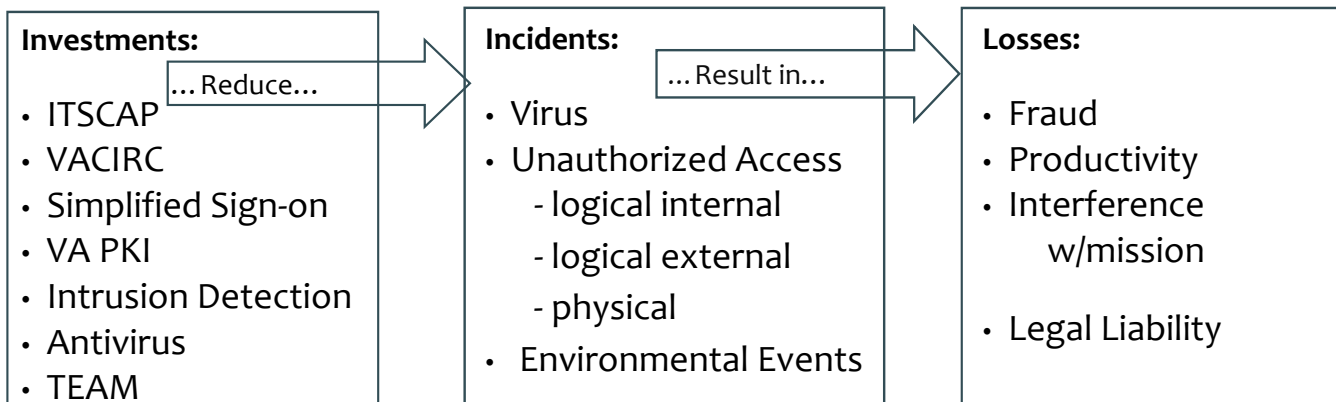 Investments:
… Reduce…
• ITSCAP
• VACIRC
• Simplified Sign-on
• VA PKI
• Intrusion Detection
• Antivirus
• TEAM
Incidents:
… Result in…
• Virus
• Unauthorized Access
- logical internal
- logical external
- physical
• Environmental Events
Losses:
• Fraud
• Productivity
• Interference
w/mission
• Legal Liability